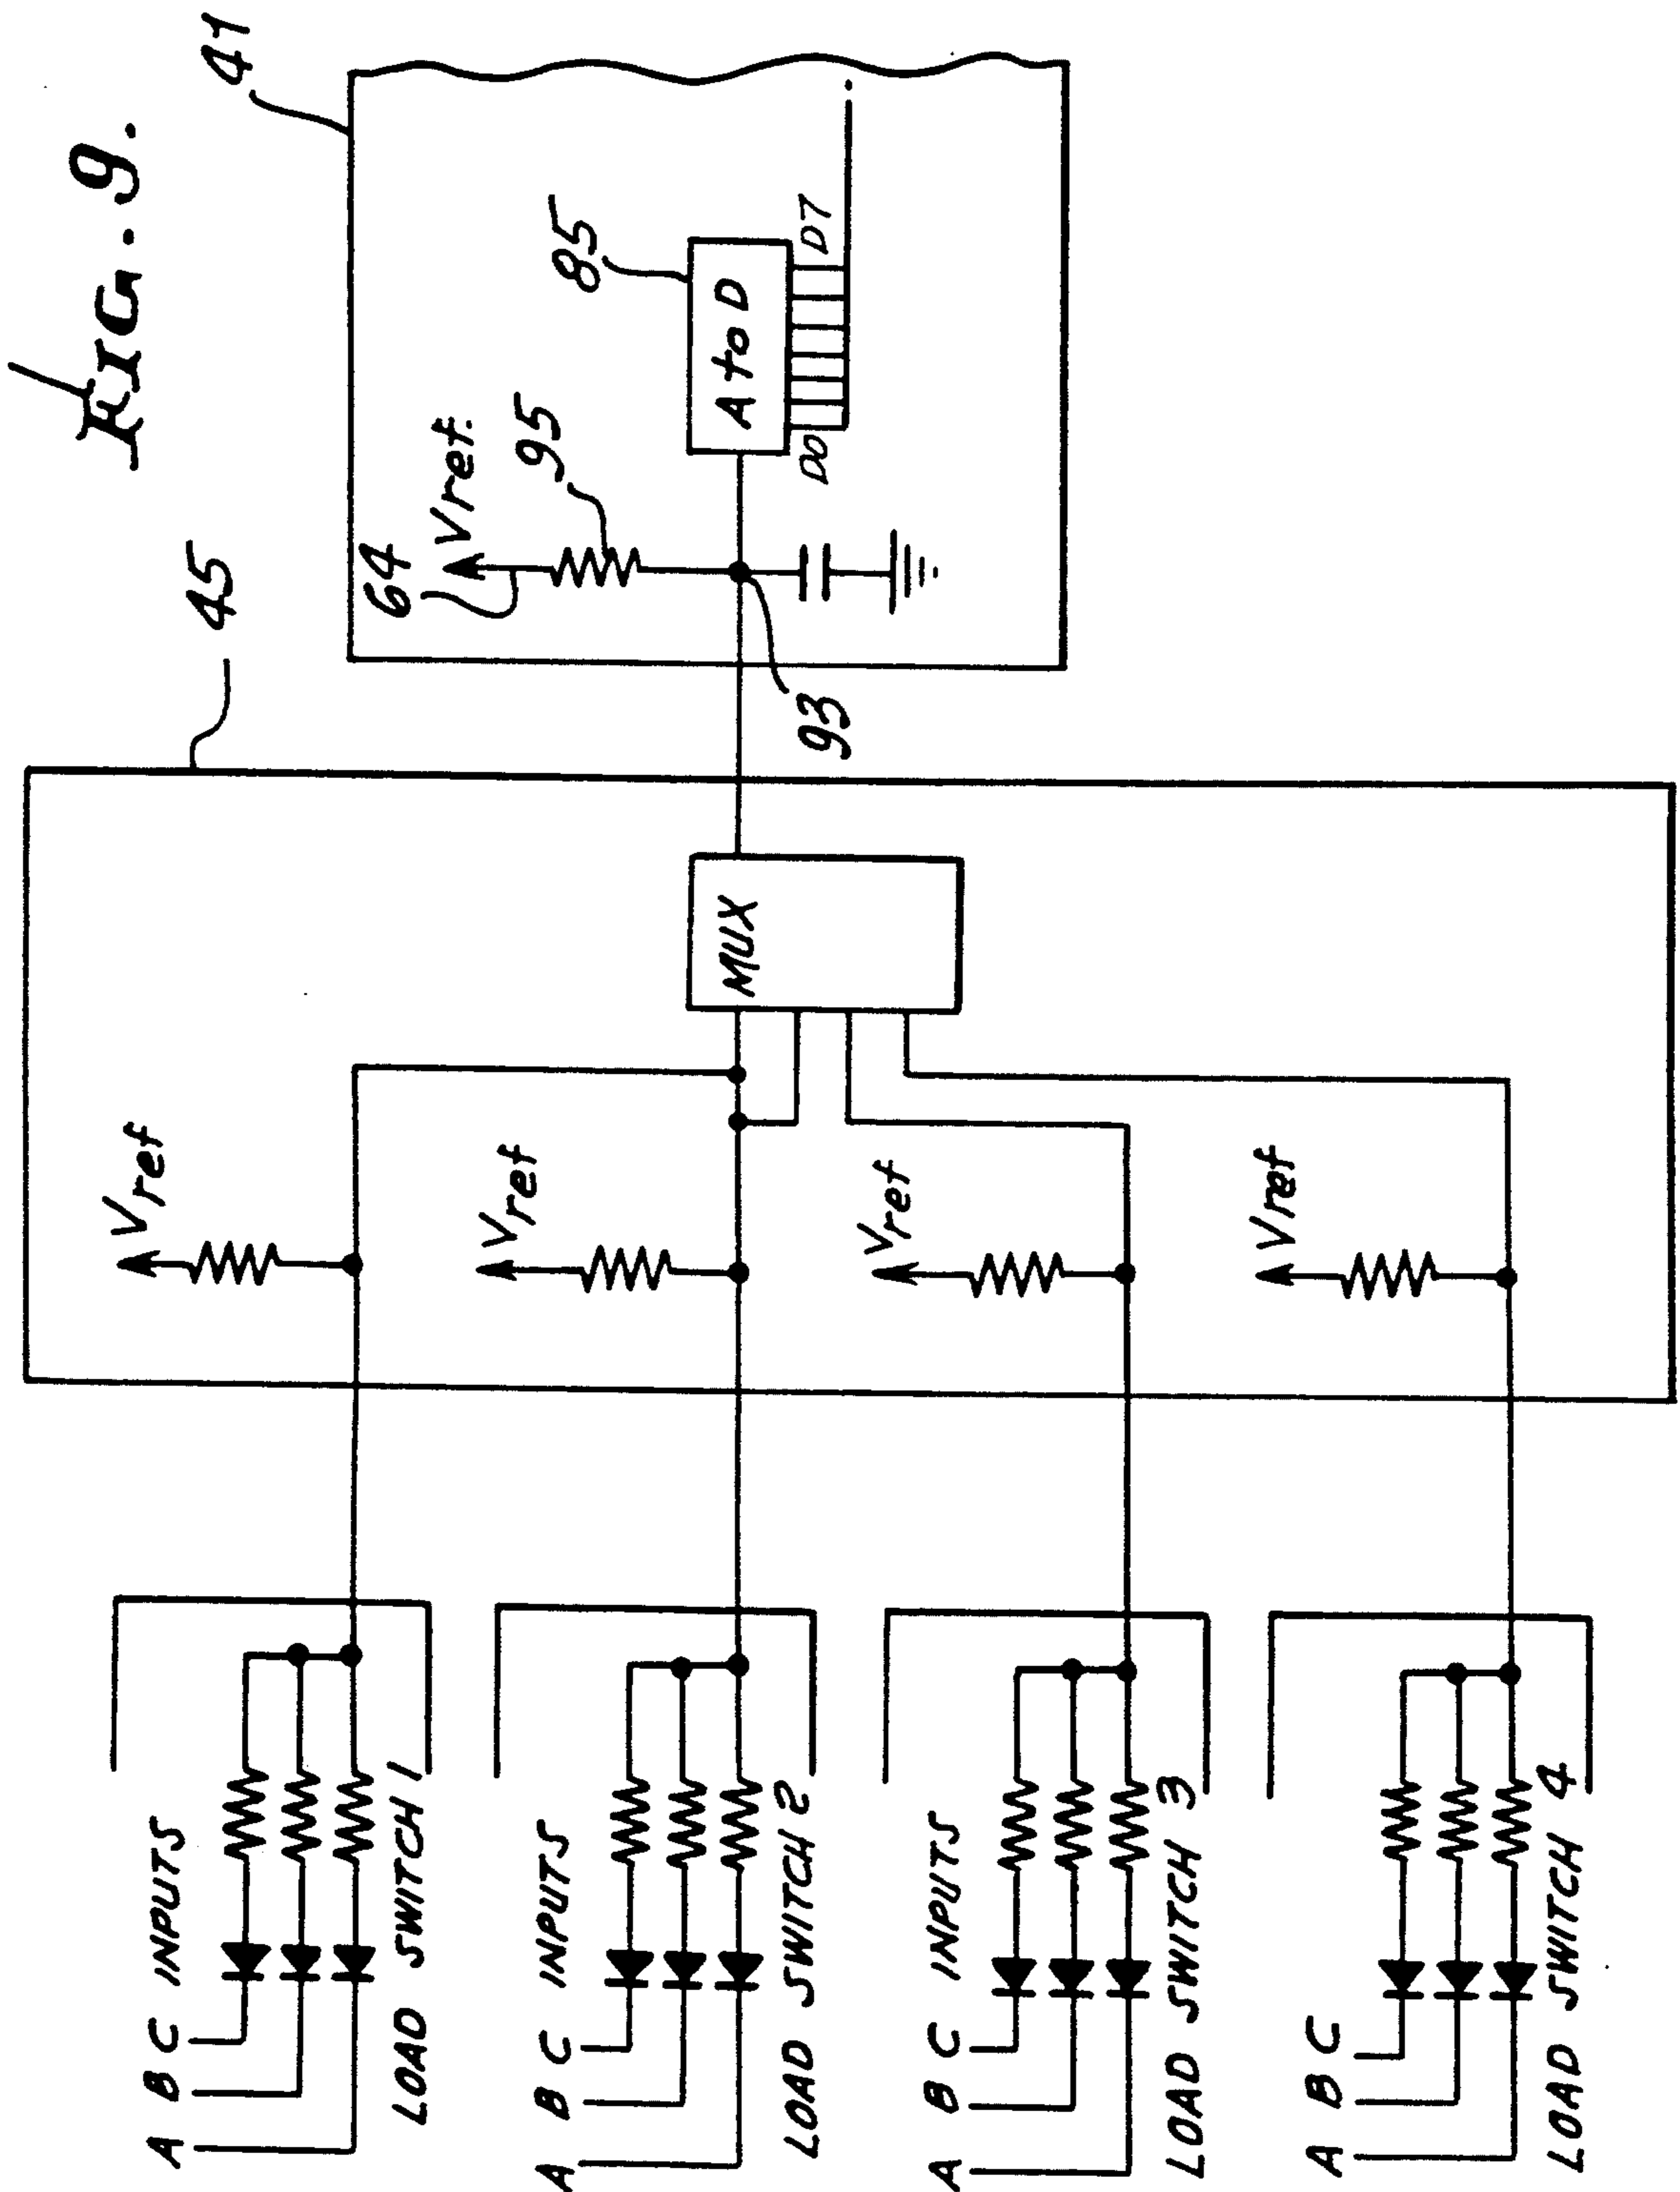 FIG. 9.
45
41
64
Vref.
95
85
A to D
D0
D7
93
MUX
Vref
Vref
Vref
Vref
A B C INPUTS
LOAD SWITCH 1
A B C INPUTS
LOAD SWITCH 2
A B C INPUTS
LOAD SWITCH 3
A B C
LOAD SWITCH 4